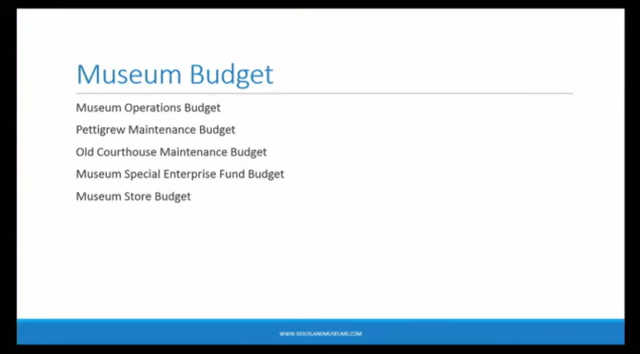 Museum Budget
Museum Operations Budget
Pettigrew Maintenance Budget
Old Courthouse Maintenance Budget
Museum Special Enterprise Fund Budget
Museum Store Budget
WWW.SIOUXLANDMUSEUMS.COM